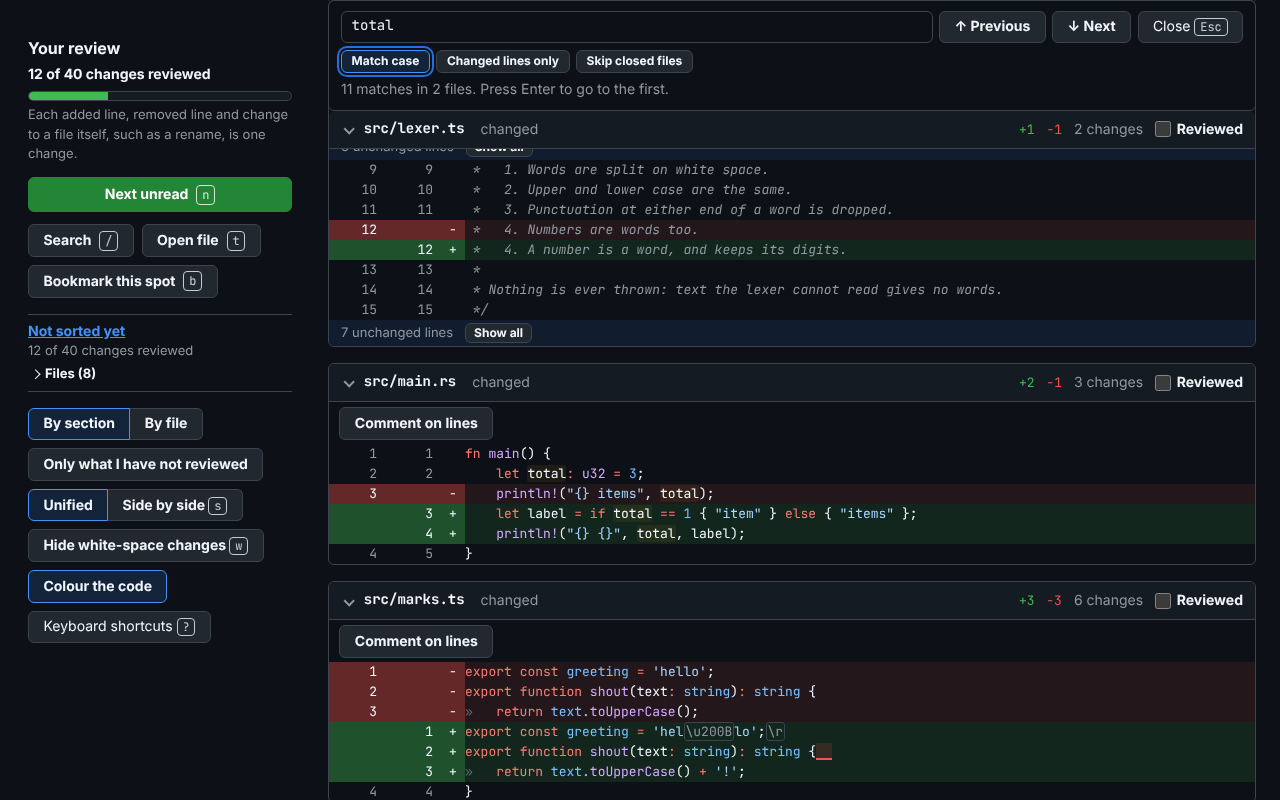 Your review
12 of 40 changes reviewed
Each added line, removed line and change
to a file itself, such as a rename, is one
change.
Next unread n
Search /
Open file t
Bookmark this spot b
Not sorted yet
12 of 40 changes reviewed
Files (8)
By section
By file
Only what I have not reviewed
Unified
Side by side s
Hide white-space changes w
Colour the code
Keyboard shortcuts ?
total
↑ Previous
↓ Next
Close Esc
Match case
Changed lines only
Skip closed files
11 matches in 2 files. Press Enter to go to the first.
src/lexer.ts changed +1 -1 2 changes Reviewed
unchanged lines Show all
9 9 *   1. Words are split on white space.
10 10 *   2. Upper and lower case are the same.
11 11 *   3. Punctuation at either end of a word is dropped.
12 - *   4. Numbers are words too.
12 + *   4. A number is a word, and keeps its digits.
13 13 *
14 14 * Nothing is ever thrown: text the lexer cannot read gives no words.
15 15 */
7 unchanged lines Show all
src/main.rs changed +2 -1 3 changes Reviewed
Comment on lines
1 1 fn main() {
2 2     let total: u32 = 3;
3 -     println!("{} items", total);
3 +     let label = if total == 1 { "item" } else { "items" };
4 +     println!("{} {}", total, label);
4 5 }
src/marks.ts changed +3 -3 6 changes Reviewed
Comment on lines
1 - export const greeting = 'hello';
2 - export function shout(text: string): string {
3 - »   return text.toUpperCase();
1 + export const greeting = 'hel\u200Blo';\r
2 + export function shout(text: string): string {
3 + »   return text.toUpperCase() + '!';
4 4 }